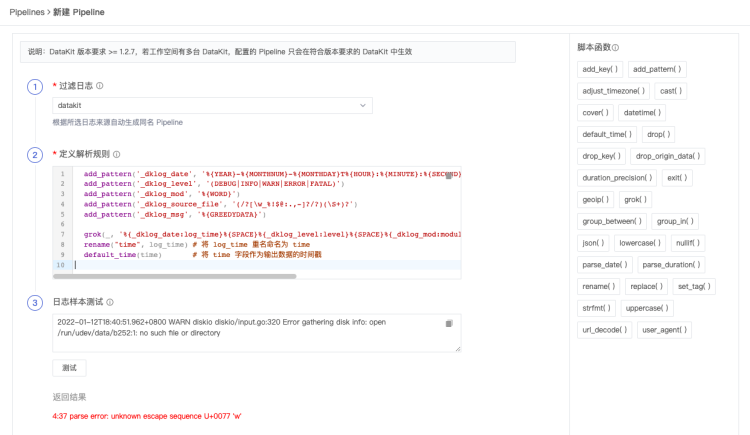 Pipelines > 新建 Pipeline
说明：DataKit 版本要求 >= 1.2.7，若工作空间有多台 DataKit，配置的 Pipeline 只会在符合版本要求的 DataKit 中生效
1 * 过滤日志
datakit
根据所选日志来源自动生成同名 Pipeline
2 * 定义解析规则
1 add_pattern('_dklog_date', '%{YEAR}-%{MONTHNUM}-%{MONTHDAY}T%{HOUR}:%{MINUTE}:%{SECOND}
2 add_pattern('_dklog_level', '(DEBUG|INFO|WARN|ERROR|FATAL)')
3 add_pattern('_dklog_mod', '%{WORD}')
4 add_pattern('_dklog_source_file', '(/?[\w_%!$@:.,-]?/?)(\S+)?')
5 add_pattern('_dklog_msg', '%{GREEDYDATA}')
6
7 grok(_, '%{_dklog_date:log_time}%{SPACE}%{_dklog_level:level}%{SPACE}%{_dklog_mod:modul
8 rename("time", log_time) # 将 log_time 重名命名为 time
9 default_time(time) # 将 time 字段作为输出数据的时间戳
10
3 日志样本测试
2022-01-12T18:40:51.962+0800 WARN diskio diskio/input.go:320 Error gathering disk info: open
/run/udev/data/b252:1: no such file or directory
测试
返回结果
4:37 parse error: unknown escape sequence U+0077 'w'
脚本函数
add_key( ) add_pattern( )
adjust_timezone( ) cast( )
cover( ) datetime( )
default_time( ) drop( )
drop_key( ) drop_origin_data( )
duration_precision( ) exit( )
geoip( ) grok( )
group_between( ) group_in( )
json( ) lowercase( ) nullif( )
parse_date( ) parse_duration( )
rename( ) replace( ) set_tag( )
strfmt( ) uppercase( )
url_decode( ) user_agent( )